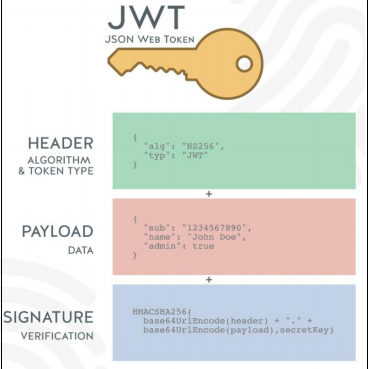 JWT
JSON WEB TOKEN
HEADER
ALGORITHM
& TOKEN TYPE
{
"alg": "HS256",
"typ": "JWT"
}
+
PAYLOAD
DATA
{
"sub": "1234567890",
"name": "John Doe",
"admin": true
}
+
SIGNATURE
VERIFICATION
HMACSHA256(
base64UrlEncode(header) + "." +
base64UrlEncode(payload),secretKey)